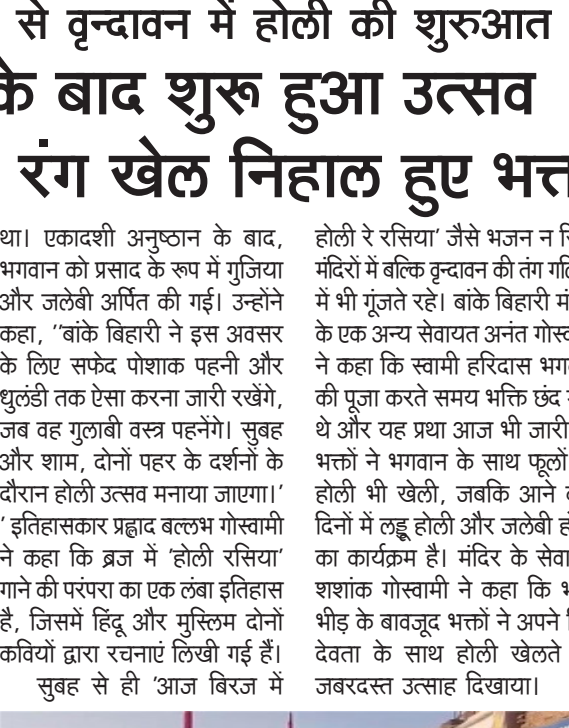 से वृन्दावन में होली की शुरुआत
के बाद शुरू हुआ उत्सव
रंग खेल निहाल हुए
था। एकादशी अनुष्ठान के बाद,
भगवान को प्रसाद के रूप में गुजिया
और जलेबी अर्पित की गई। उन्होंने
कहा, ''बांके बिहारी ने इस अवसर
के लिए सफेद पोशाक पहनी और
धुलंडी तक ऐसा करना जारी रखेंगे,
जब वह गुलाबी वस्त्र पहनेंगे। सुबह
और शाम, दोनों पहर के दर्शनों के
दौरान होली उत्सव मनाया जाएगा।'
' इतिहासकार प्रह्लाद बल्लभ गोस्वामी
ने कहा कि ब्रज में 'होली रसिया'
गाने की परंपरा का एक लंबा इतिहास
है, जिसमें हिंदू और मुस्लिम दोनों
कवियों द्वारा रचनाएं लिखी गई हैं।
सुबह से ही 'आज बिरज में
होली रे रसिया' जैसे भजन न
मंदिरों में बल्कि वृन्दावन की तंग
में भी गूंजते रहे। बांके बिहारी
के एक अन्य सेवायत अनंत
ने कहा कि स्वामी हरिदास
की पूजा करते समय भक्ति छंद
थे और यह प्रथा आज भी जारी
भक्तों ने भगवान के साथ फूलों
होली भी खेली, जबकि आने
दिनों में लड्डू होली और जलेबी
का कार्यक्रम है। मंदिर के
शशांक गोस्वामी ने कहा कि
भीड़ के बावजूद भक्तों ने अपने
देवता के साथ होली खेलते
जबरदस्त उत्साह दिखाया।